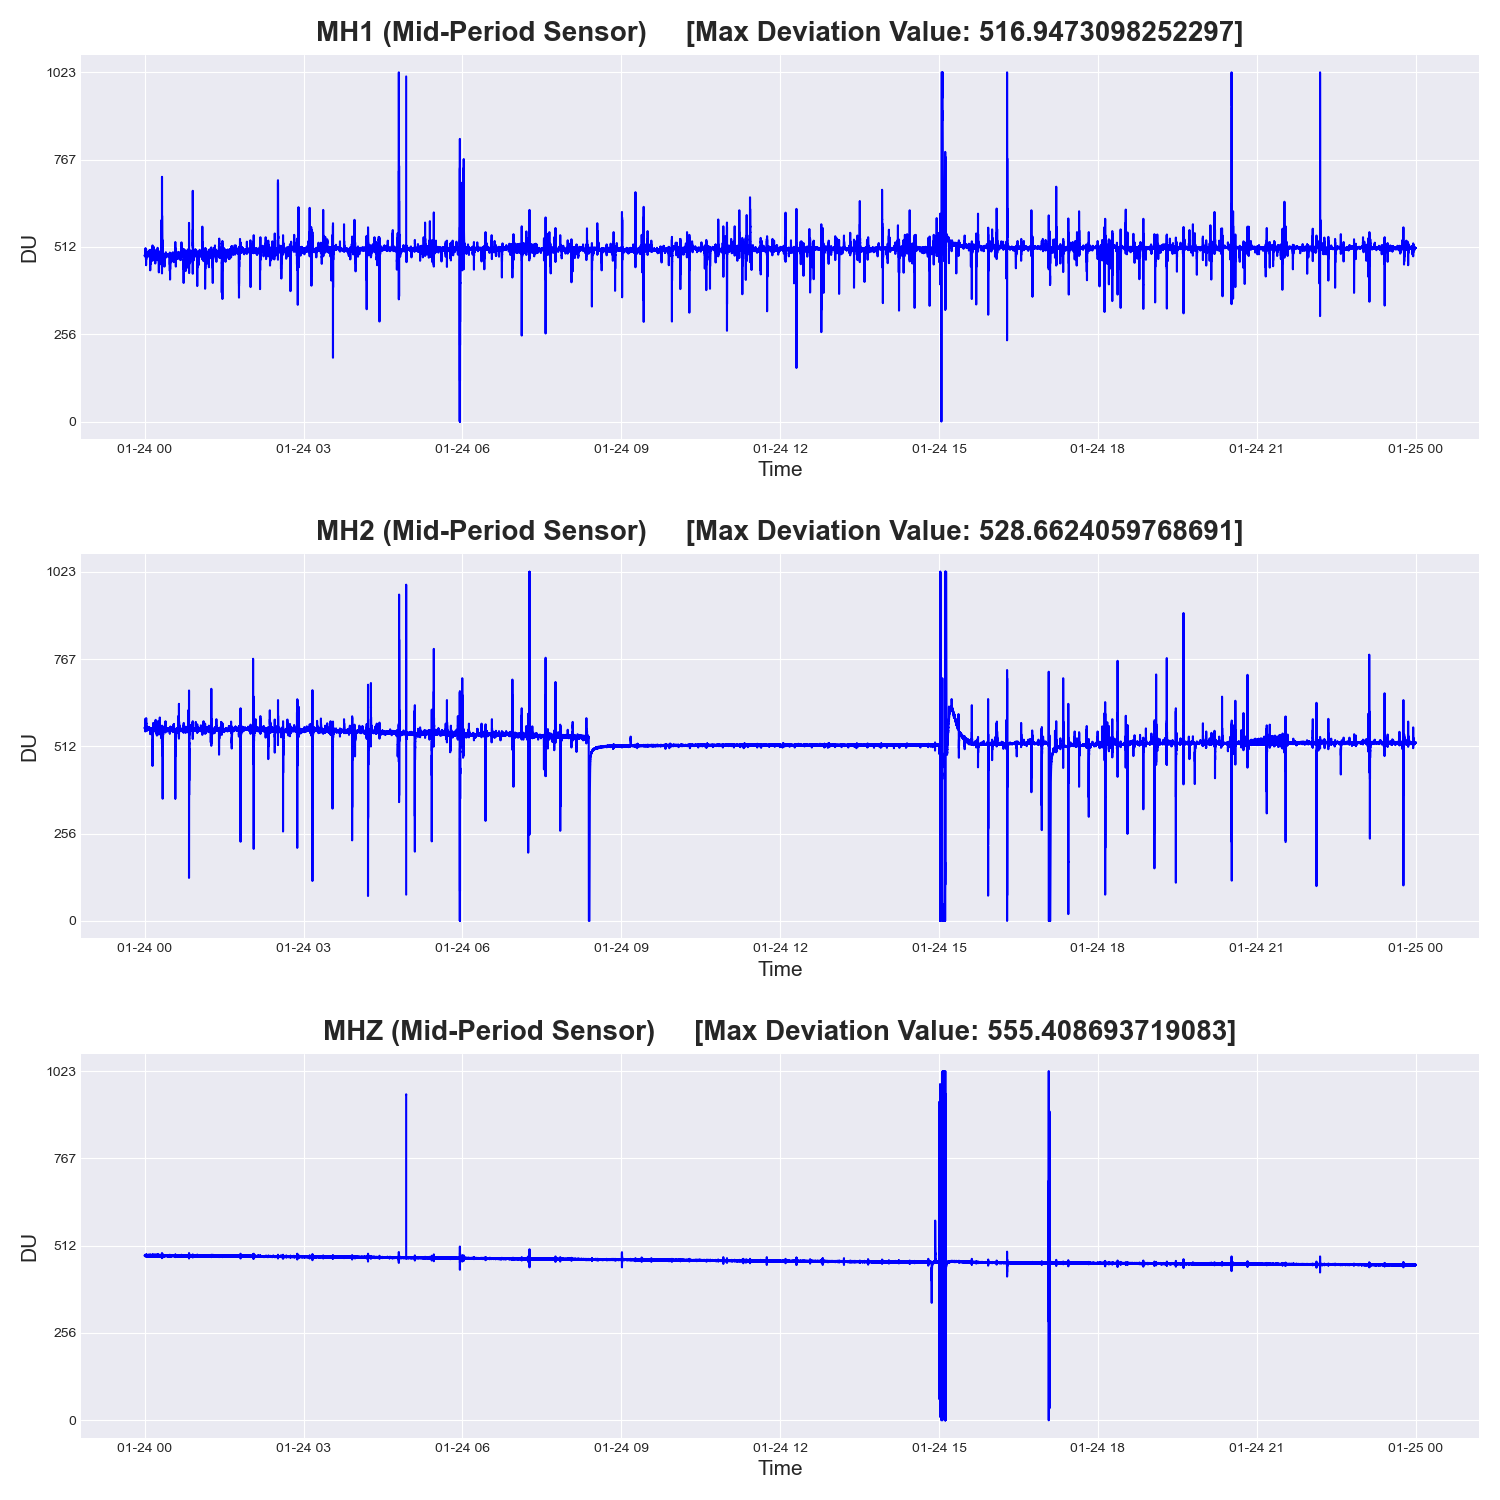 MH1 (Mid-Period Sensor) [Max Deviation Value: 516.9473098252297]
1023
767
512
256
0
DU
01-24 00 01-24 03 01-24 06 01-24 09 01-24 12 01-24 15 01-24 18 01-24 21 01-25 00
Time
MH2 (Mid-Period Sensor) [Max Deviation Value: 528.6624059768691]
1023
767
512
256
0
DU
01-24 00 01-24 03 01-24 06 01-24 09 01-24 12 01-24 15 01-24 18 01-24 21 01-25 00
Time
MHZ (Mid-Period Sensor) [Max Deviation Value: 555.408693719083]
1023
767
512
256
0
DU
01-24 00 01-24 03 01-24 06 01-24 09 01-24 12 01-24 15 01-24 18 01-24 21 01-25 00
Time